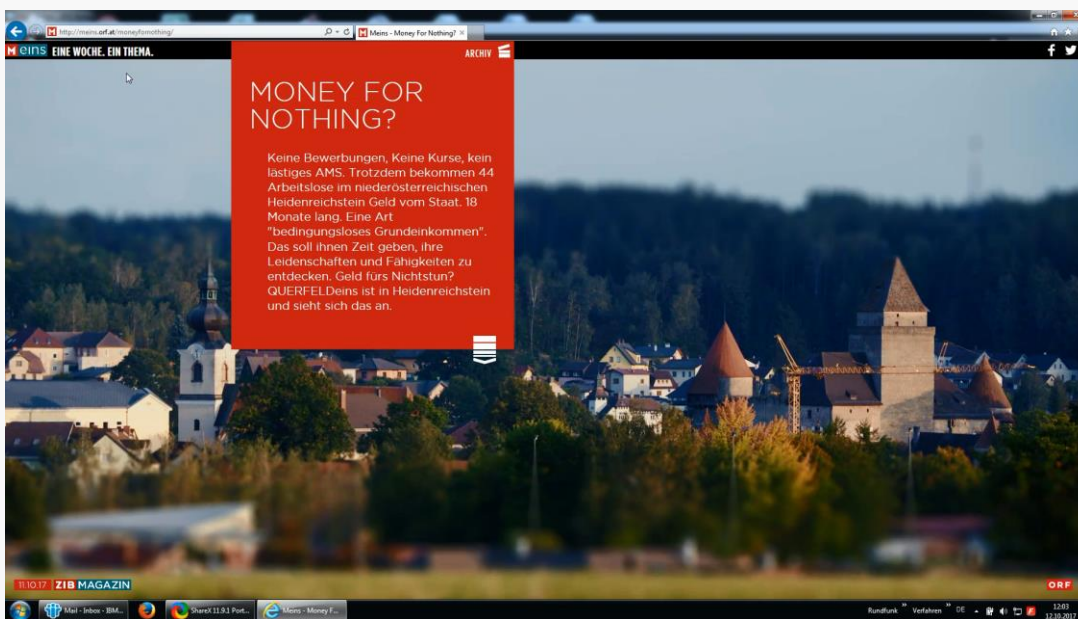 http://meins.orf.at/moneyfornothing/
Meins - Money For Nothing?
M eins EINE WOCHE. EIN THEMA.
ARCHIV
MONEY FOR
NOTHING?
Keine Bewerbungen, Keine Kurse, kein
lästiges AMS. Trotzdem bekommen 44
Arbeitslose im niederösterreichischen
Heidenreichstein Geld vom Staat. 18
Monate lang. Eine Art
"bedingungsloses Grundeinkommen".
Das soll ihnen Zeit geben, ihre
Leidenschaften und Fähigkeiten zu
entdecken. Geld fürs Nichtstun?
QUERFELDeins ist in Heidenreichstein
und sieht sich das an.
11.10.17 ZIB MAGAZIN
ORF
Mail - Inbox - IBM...
ShareX 11.9.1 Port...
Meins - Money F...
Rundfunk
Verfahren
DE
12:03
12.10.2017